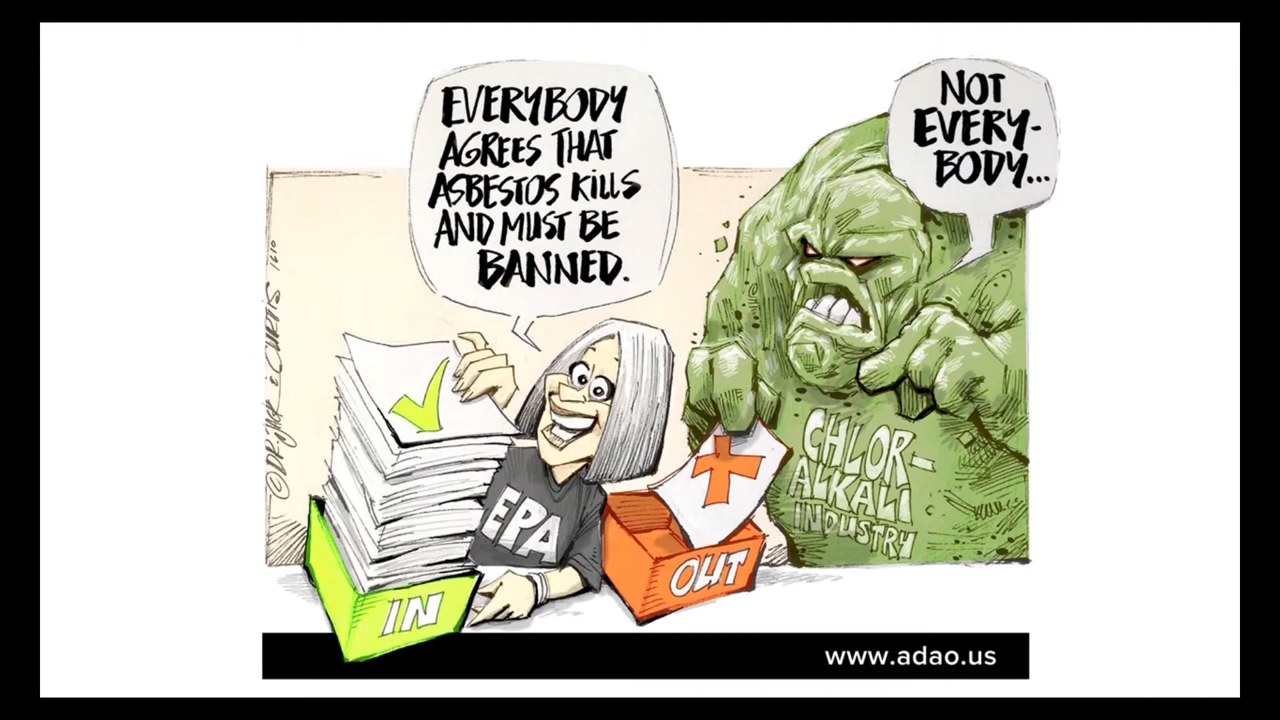 EVERYBODY
AGREES THAT
ASBESTOS KiLLS
AND MUST BE
BANNED.
NOT
EVERY-
BODY...
CHLOR-
ALKALI
INDUSTRY
EPA
OUT
IN
www.adao.us